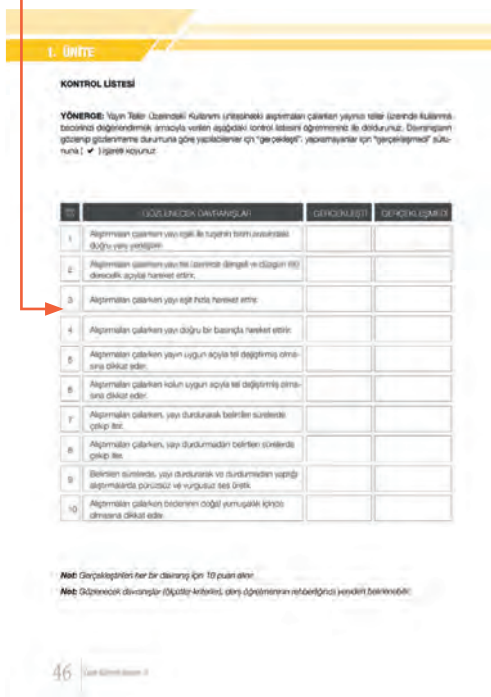 1. ÜNİTE
KONTROL LİSTESİ
YÖNERGE: Yayın Teller Üzerindeki Kullanımı ünitesindeki alıştırmaları çalarken yayınızı teller üzerinde kullanma
becerinizi değerlendirmek amacıyla verilen aşağıdaki kontrol listesini öğretmeniniz ile doldurunuz. Davranışların
gözlenip gözlenmeme durumuna göre yapılabilenler için "gerçekleşti", yapılamayanlar için "gerçekleşmedi" sütu-
nuna ( ✔ ) işareti koyunuz.
GÖZLENECEK DAVRANIŞLAR GERÇEKLEŞTİ GERÇEKLEŞMEDİ
1 Alıştırmaları çalarken yayı eşik ile tuşenin bitimi arasındaki
doğru yere yerleştirir.
2 Alıştırmaları çalarken yayı tel üzerinde dengeli ve düzgün (90
derecelik açıyla) hareket ettirir.
3 Alıştırmaları çalarken yayı eşit hızla hareket ettirir.
4 Alıştırmaları çalarken yayı doğru bir basınçla hareket ettirir.
5 Alıştırmaları çalarken yayın uygun açıyla tel değiştirmiş olma-
sına dikkat eder.
6 Alıştırmaları çalarken kolun uygun açıyla tel değiştirmiş olma-
sına dikkat eder.
7 Alıştırmaları çalarken, yayı durdurarak belirtilen sürelerde
çekip iter.
8 Alıştırmaları çalarken, yayı durdurmadan belirtilen sürelerde
çekip iter.
9 Belirtilen sürelerde, yayı durdurarak ve durdurmadan yaptığı
alıştırmalarda pürüzsüz ve vurgusuz ses üretir.
10 Alıştırmaları çalarken bedeninin doğal yumuşaklık içinde
olmasına dikkat eder.
Not: Gerçekleştirilen her bir davranış için 10 puan alınır.
Not: Gözlenecek davranışlar (ölçütler-kriterler), ders öğretmeninin rehberliğinde yeniden belirlenebilir.
46